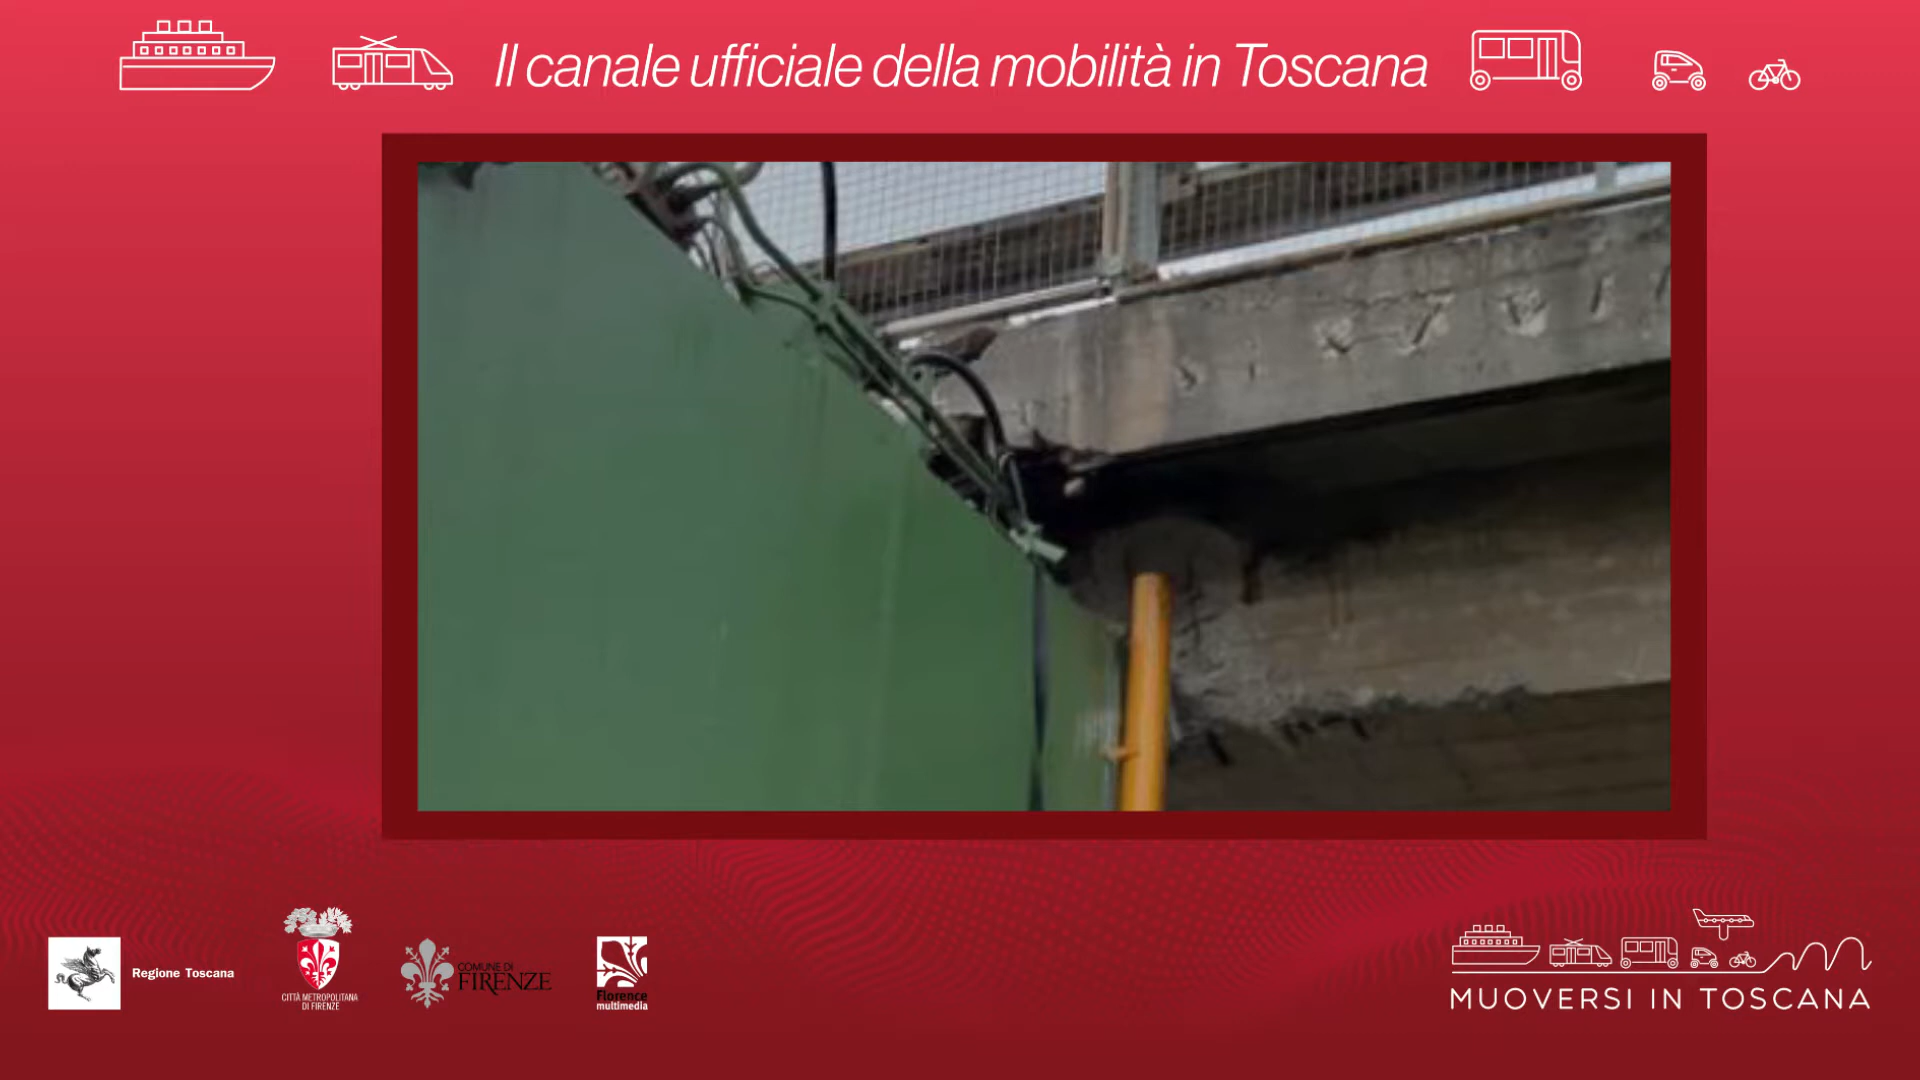 Il canale ufficiale della mobilità in Toscana
Regione Toscana
CITTÀ METROPOLITANA
DI FIRENZE
COMUNE DI
FIRENZE
Florence
multimedia
MUOVERSI IN TOSCANA